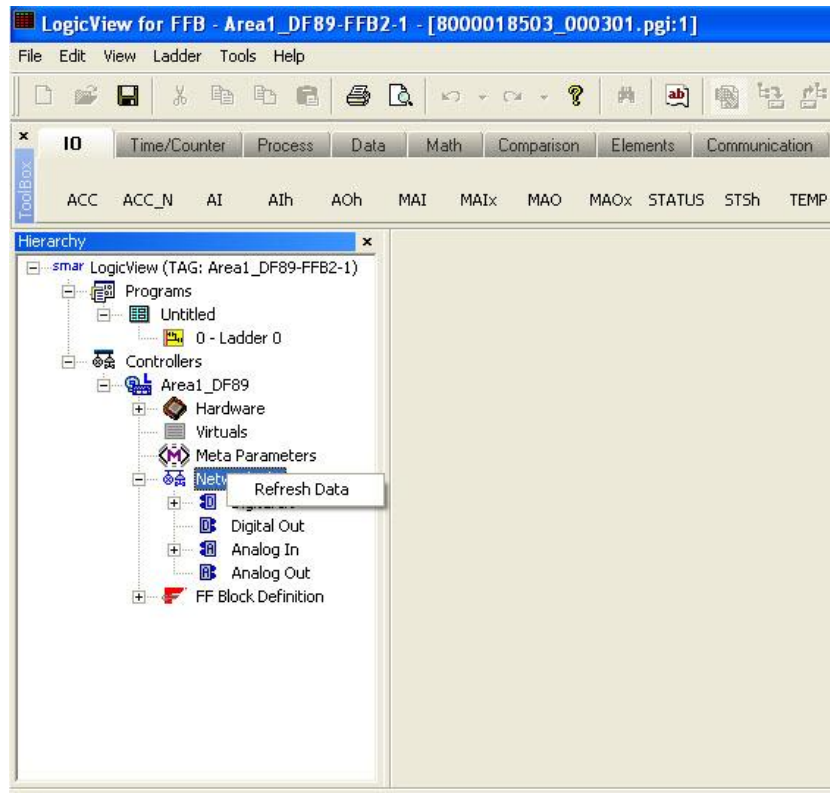 LogicView for FFB - Area1_DF89-FFB2-1 - [8000018503_000301.pgi:1]
File Edit View Ladder Tools Help
ab
IO Time/Counter Process Data Math Comparison Elements Communication
ToolBox
ACC ACC_N AI AIh AOh MAI MAIx MAO MAOx STATUS STSh TEMP
Hierarchy
smar LogicView (TAG: Area1_DF89-FFB2-1)
Programs
Untitled
0 - Ladder 0
Controllers
Area1_DF89
Hardware
Virtuals
M Meta Parameters
Refresh Data
D
D Digital Out
A Analog In
A Analog Out
FF Block Definition